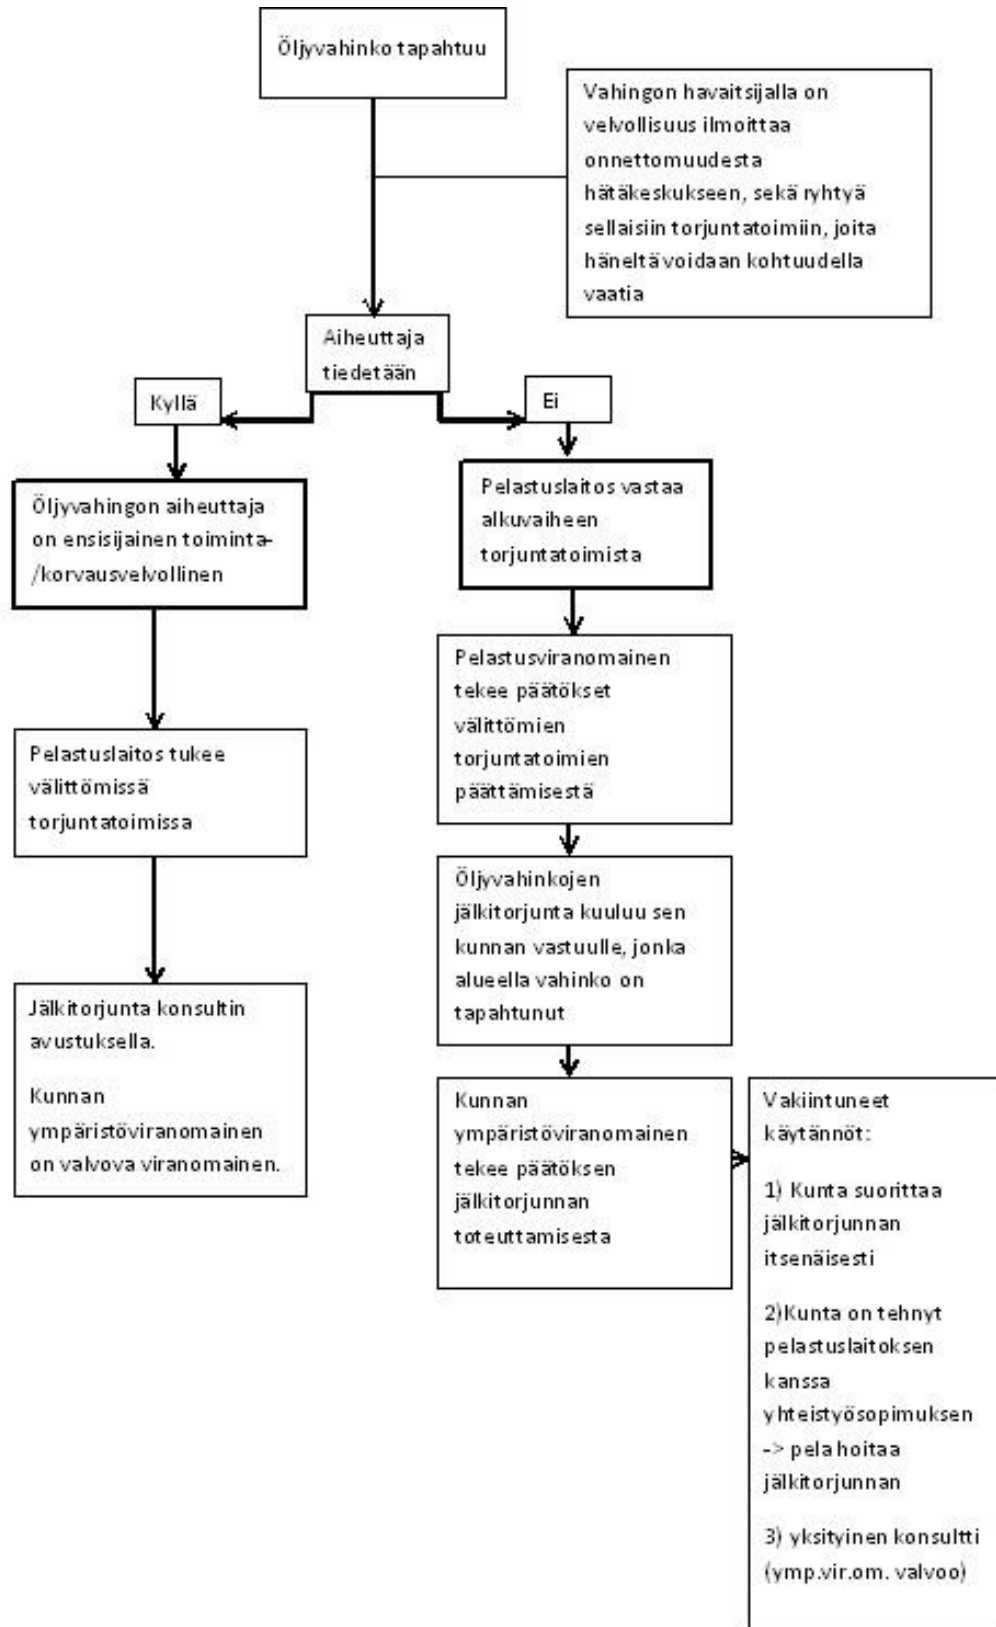 Öljyvahinko tapahtuu
Vahingon havaitsijalla on
velvollisuus ilmoittaa
onnettomuudesta
hätäkeskukseen, sekä ryhtyä
sellaisiin torjuntatoimiin, joita
häneltä voidaan kohtuudella
vaatia
Aiheuttaja
tiedetään
Kyllä
Ei
Öljyvahingon aiheuttaja
on ensisijainen toiminta-
/korvausvelvollinen
Pelastuslaitos tukee
välittömissä
torjuntatoimissa
Jälkitorjunta konsultin
avustuksella.
Kunnan
ympäristöviranomainen
on valvova viranomainen.
Pelastuslaitos vastaa
alkuvaiheen
torjuntatoimista
Pelastusviranomainen
tekee päätökset
välittömien
torjuntatoimien
päättämisestä
Öljyvahinkojen
jälkitorjunta kuuluu sen
kunnan vastuulle, jonka
alueella vahinko on
tapahtunut
Kunnan
ympäristöviranomainen
tekee päätöksen
jälkitorjunnan
toteuttamisesta
Vakiintuneet
käytännöt:
1) Kunta suorittaa
jälkitorjunnan
itsenäisesti
2)Kunta on tehnyt
pelastuslaitoksen
kanssa
yhteistyösopimuksen
-> pela hoitaa
jälkitorjunnan
3) yksityinen konsultti
(ymp.vir.om. valvoo)